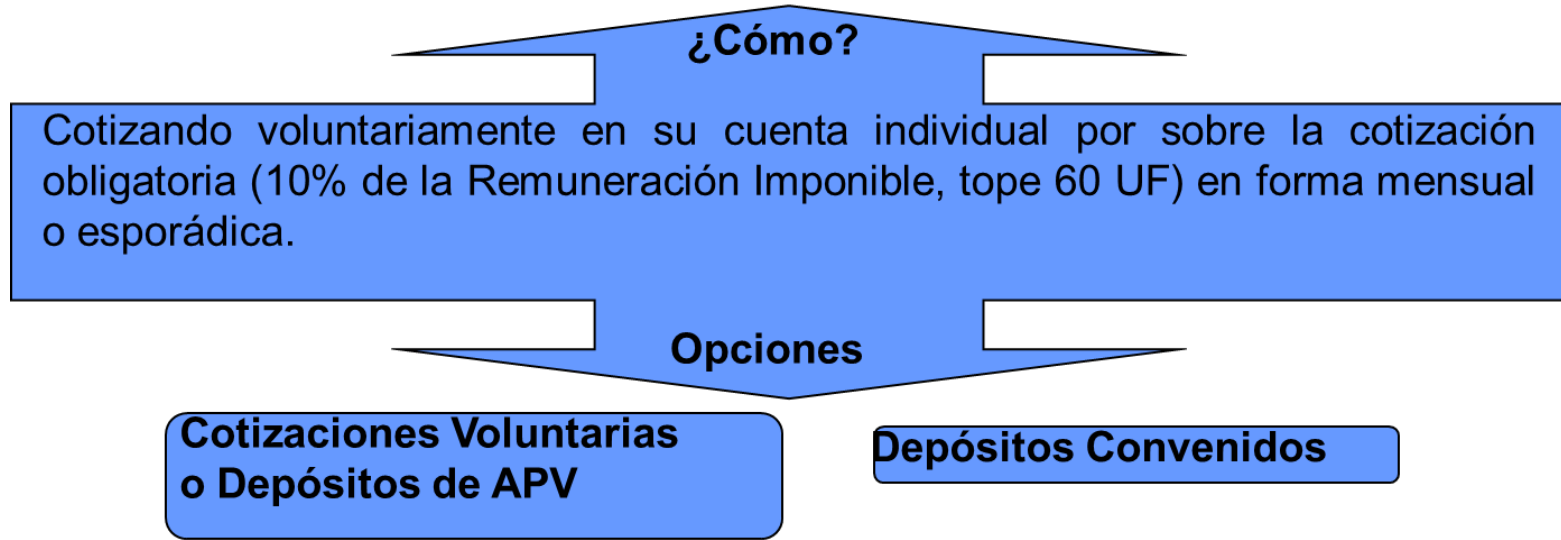 ¿Cómo?
Cotizando voluntariamente en su cuenta individual por sobre la cotización
obligatoria (10% de la Remuneración Imponible, tope 60 UF) en forma mensual
o esporádica.
Opciones
Cotizaciones Voluntarias
o Depósitos de APV
Depósitos Convenidos